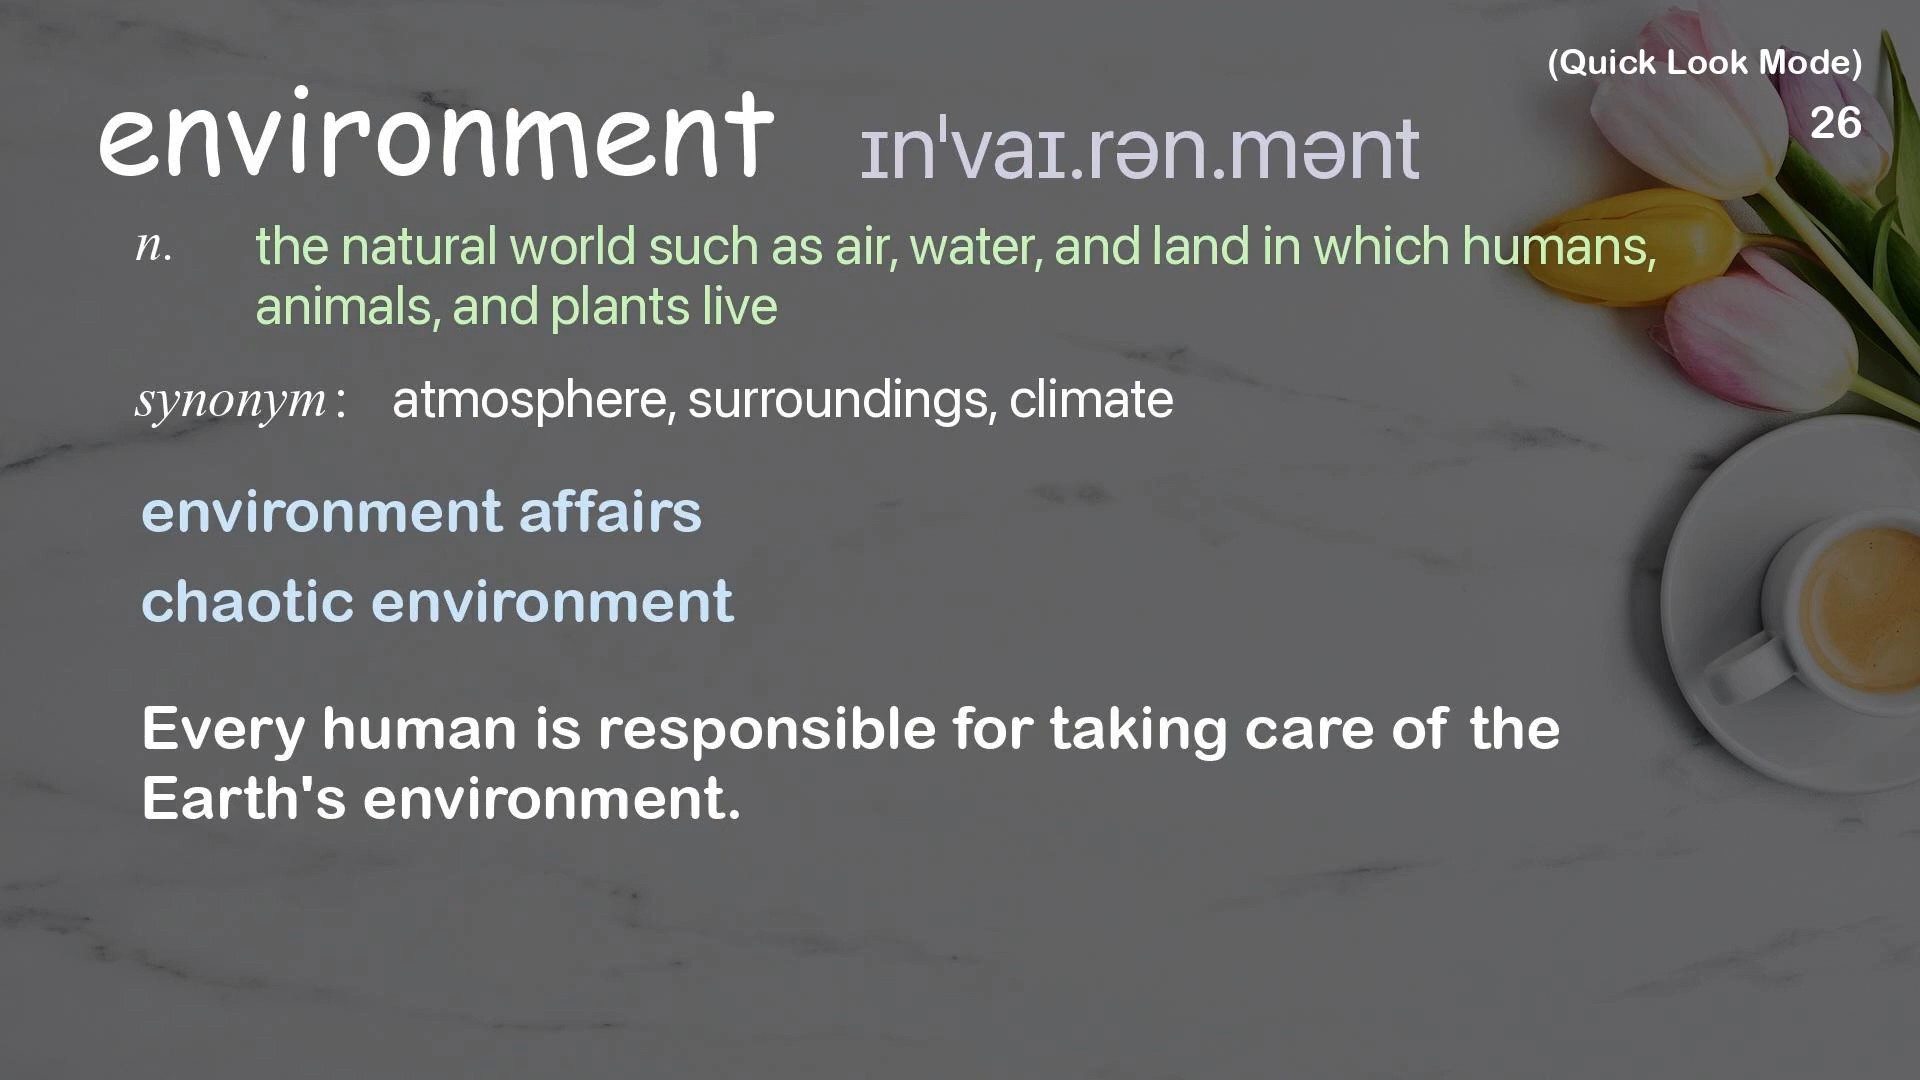 (Quick Look Mode)
26
environment ɪnˈvaɪ.rən.mənt
n. the natural world such as air, water, and land in which humans,
animals, and plants live
synonym: atmosphere, surroundings, climate
environment affairs
chaotic environment
Every human is responsible for taking care of the
Earth's environment.